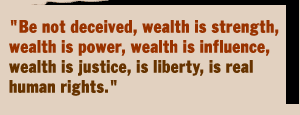 "Be not deceived, wealth is strength,
wealth is power, wealth is influence,
wealth is justice, is liberty, is real
human rights."